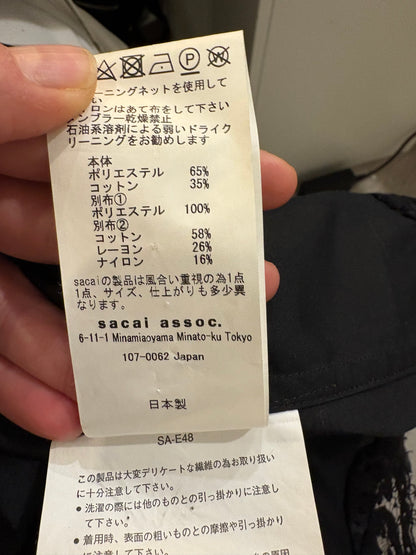 ーニングネットを使用して
い
ロンはあて布をして下さい
ンブラー乾燥禁止
石油系溶剤による弱いドライク
リーニングをお勧めします
本体
ポリエステル 65%
コットン 35%
別布①
ポリエステル 100%
別布②
コットン 58%
レーヨン 26%
ナイロン 16%
sacaiの製品は風合い重視の為1点
1点、サイズ、仕上がりも多少異
なります。
sacai assoc.
6-11-1 Minamiaoyama Minato-ku Tokyo
107-0062 Japan
日本製
SA-E48
この製品は大変デリケートな繊維の為お取り扱い
に十分注意して下さい。
• 洗濯の際には他のものとの引っ掛かりに注意し
て下さい。
• 着用時、表面の粗いものとの摩擦や引っ掛かり